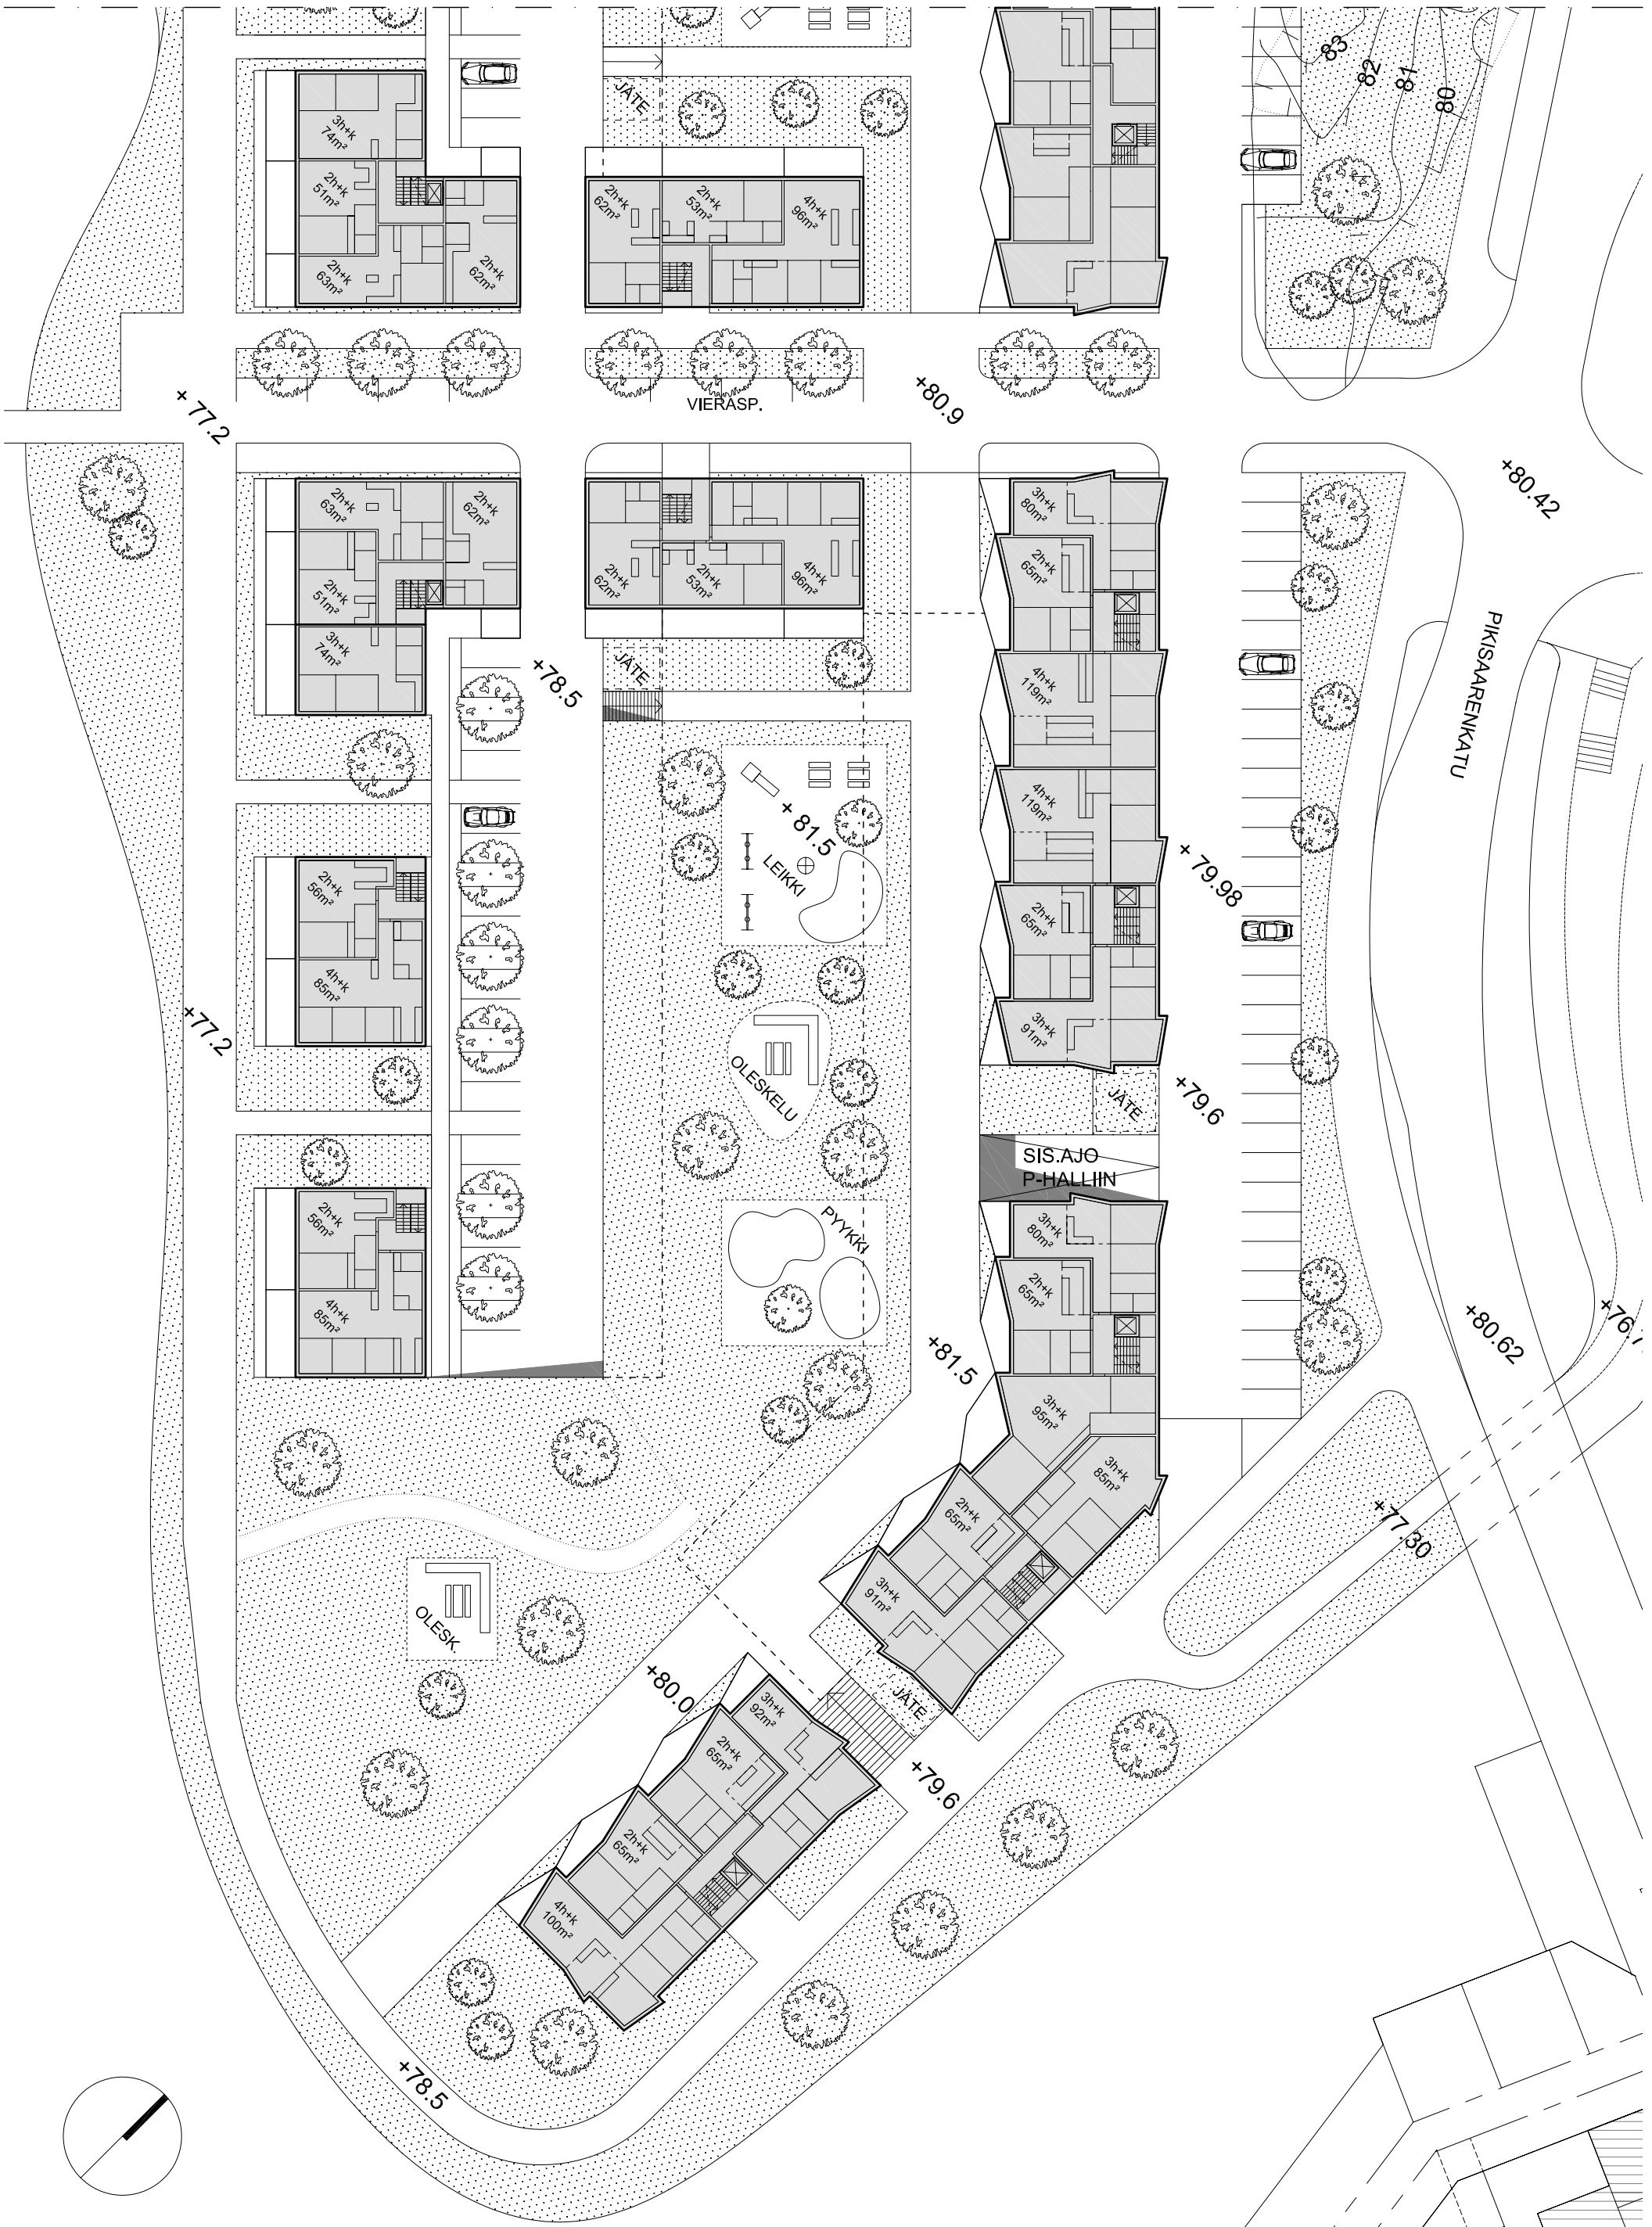 83
82
81
80
JÄTE
3h+k
74m²
2h+k
51m²
2h+k
63m²
2h+k
62m²
2h+k
62m²
2h+k
53m²
4h+k
96m²
VIERASP.
+ 77.2
+80.9
+80.42
2h+k
63m²
2h+k
62m²
2h+k
51m²
3h+k
74m²
2h+k
62m²
2h+k
53m²
4h+k
96m²
3h+k
80m²
2h+k
65m²
+78.5
JÄTE
4h+k
119m²
PIKISAARENKATU
+ 81.5
LEIKKI
4h+k
119m²
+ 79.98
2h+k
56m²
4h+k
85m²
2h+k
65m²
3h+k
91m²
+77.2
OLESKELU
JÄTE
+79.6
SIS.AJO
P-HALLIIN
2h+k
56m²
4h+k
85m²
PYYKKI
3h+k
80m²
2h+k
65m²
+81.5
+80.62
3h+k
95m²
3h+k
85m²
2h+k
65m²
3h+k
91m²
+77.30
OLESK.
+80.0
JÄTE
3h+k
92m²
2h+k
65m²
2h+k
65m²
4h+k
100m²
+79.6
+78.5